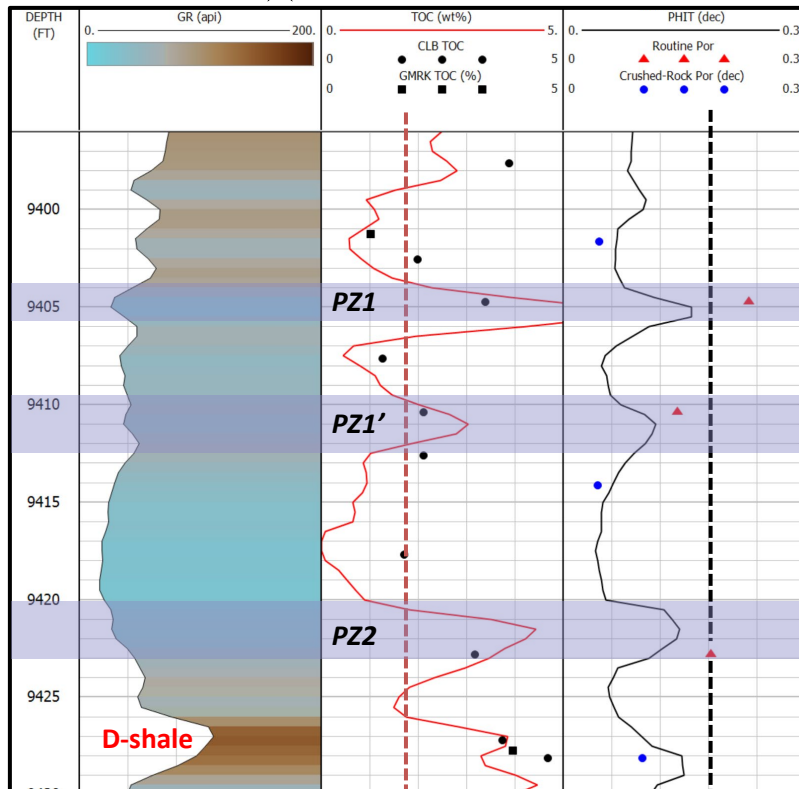 DEPTH
(FT)
GR (api)
0. 200.
TOC (wt%)
0. 5.
CLB TOC
0 5
GMRK TOC (%)
0 5
PHIT (dec)
0. 0.3
Routine Por
0 0.3
Crushed-Rock Por (dec)
0 0.3
9400
9405
PZ1
9410
PZ1’
9415
9420
PZ2
9425
D-shale